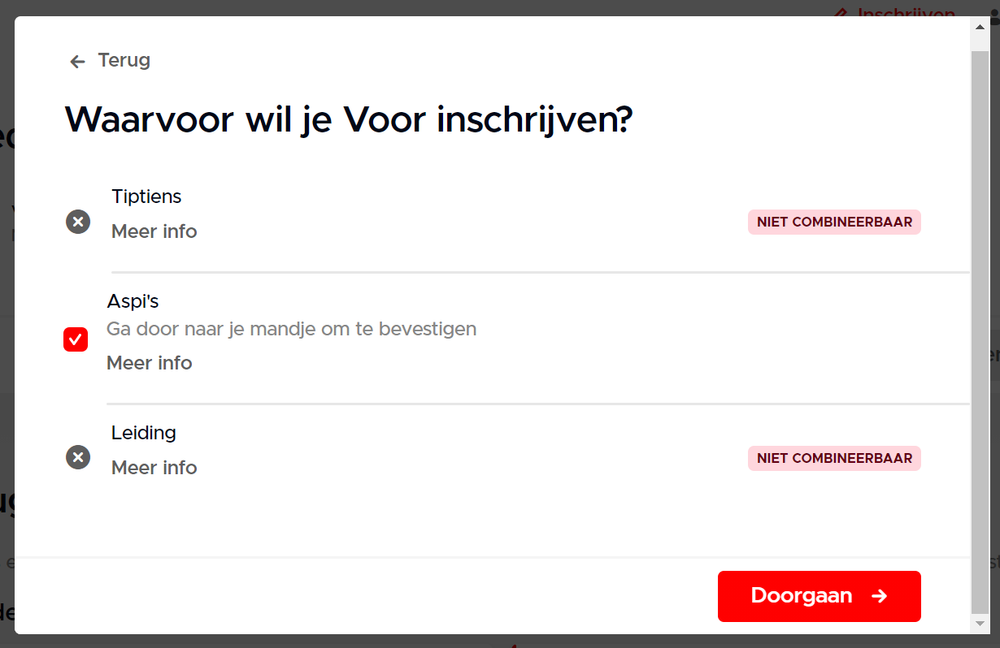 Inschrijven
Terug
Waarvoor wil je Voor inschrijven?
Tiptiens
Meer info
NIET COMBINEERBAAR
Aspi's
Ga door naar je mandje om te bevestigen
Meer info
Leiding
Meer info
NIET COMBINEERBAAR
Doorgaan